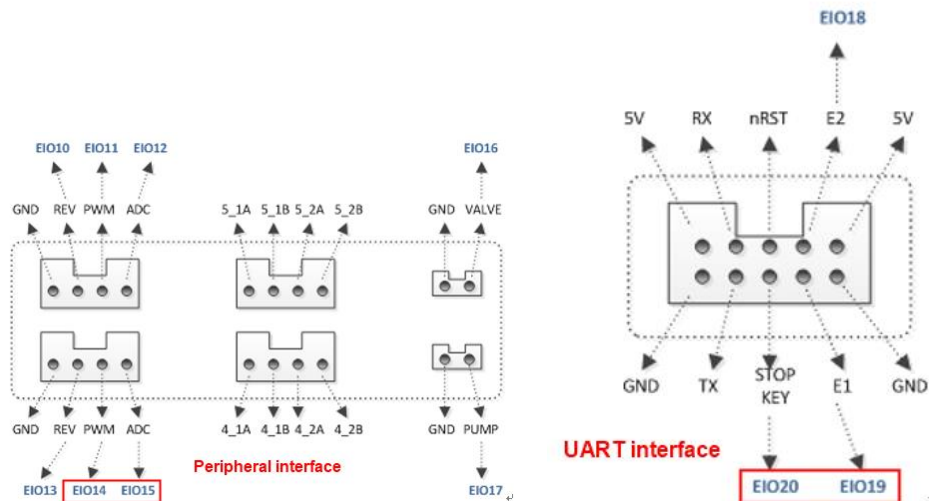 EIO18
5V RX nRST E2 5V
EIO10 EIO11 EIO12 EIO16
GND REV PWM ADC 5_1A 5_1B 5_2A 5_2B GND VALVE
GND REV PWM ADC 4_1A 4_1B 4_2A 4_2B GND PUMP
EIO13 EIO14 EIO15 EIO17
Peripheral interface
GND TX STOP KEY E1 GND
UART interface
EIO20 EIO19